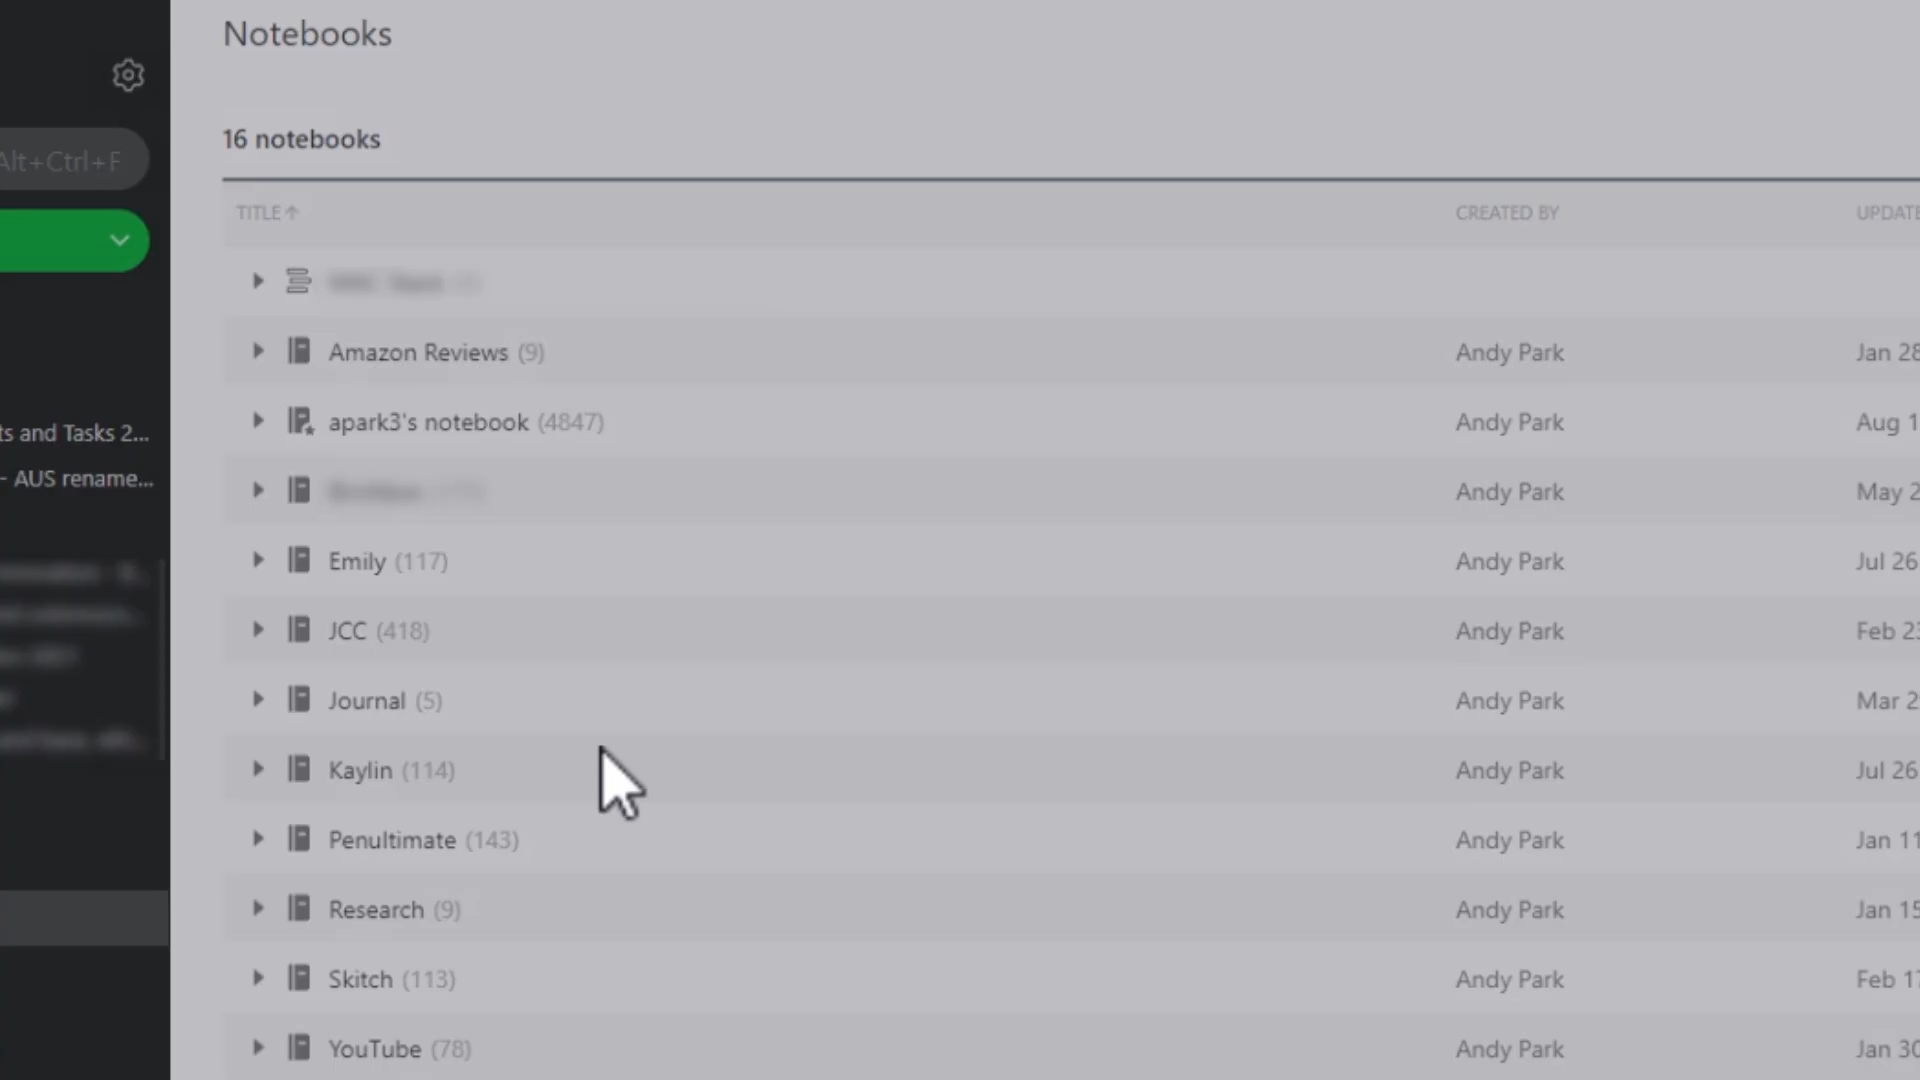 Notebooks
Alt+Ctrl+F
16 notebooks
TITLE CREATED BY UPDATE
Amazon Reviews (9) Andy Park Jan 28
apark3's notebook (4847) Andy Park Aug 1
ts and Tasks 2...
- AUS rename...
Andy Park May 2
Emily (117) Andy Park Jul 26
JCC (418) Andy Park Feb 23
Journal (5) Andy Park Mar 2
Kaylin (114) Andy Park Jul 26
Penultimate (143) Andy Park Jan 11
Research (9) Andy Park Jan 15
Skitch (113) Andy Park Feb 17
YouTube (78) Andy Park Jan 30